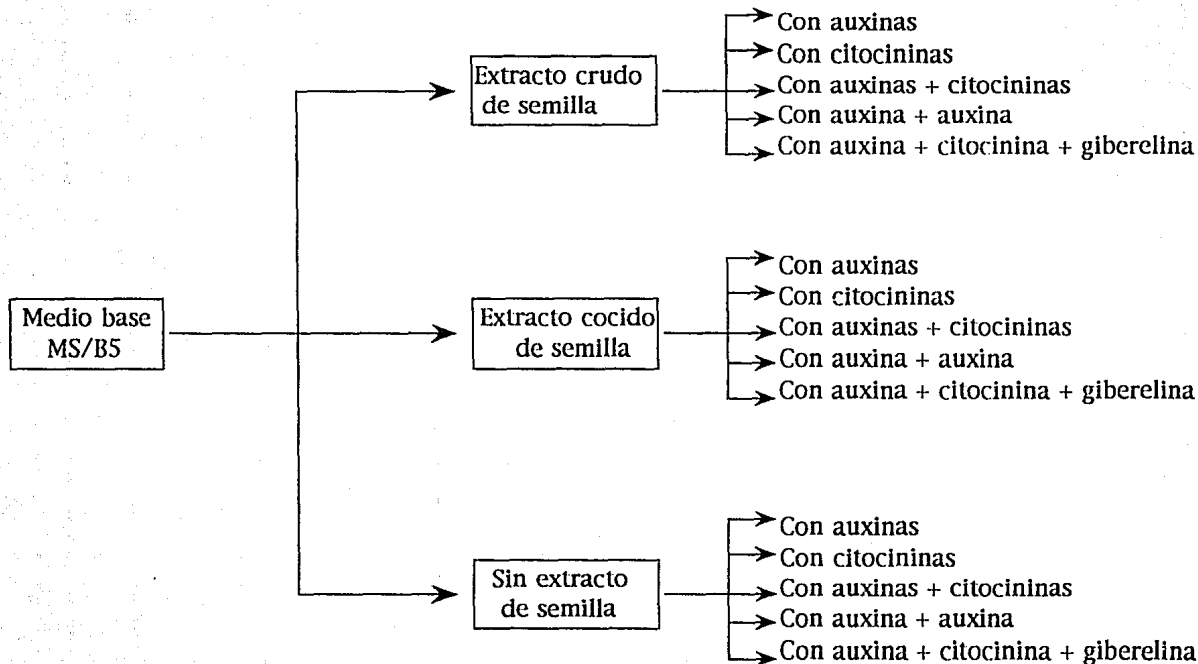 Con auxinas
Con citocininas
Extracto crudo
de semilla
Con auxinas + citocininas
Con auxina + auxina
Con auxina + citocinina + giberelina
Medio base
MS/B5
Extracto cocido
de semilla
Con auxinas
Con citocininas
Con auxinas + citocininas
Con auxina + auxina
Con auxina + citocinina + giberelina
Sin extracto
de semilla
Con auxinas
Con citocininas
Con auxinas + citocininas
Con auxina + auxina
Con auxina + citocinina + giberelina